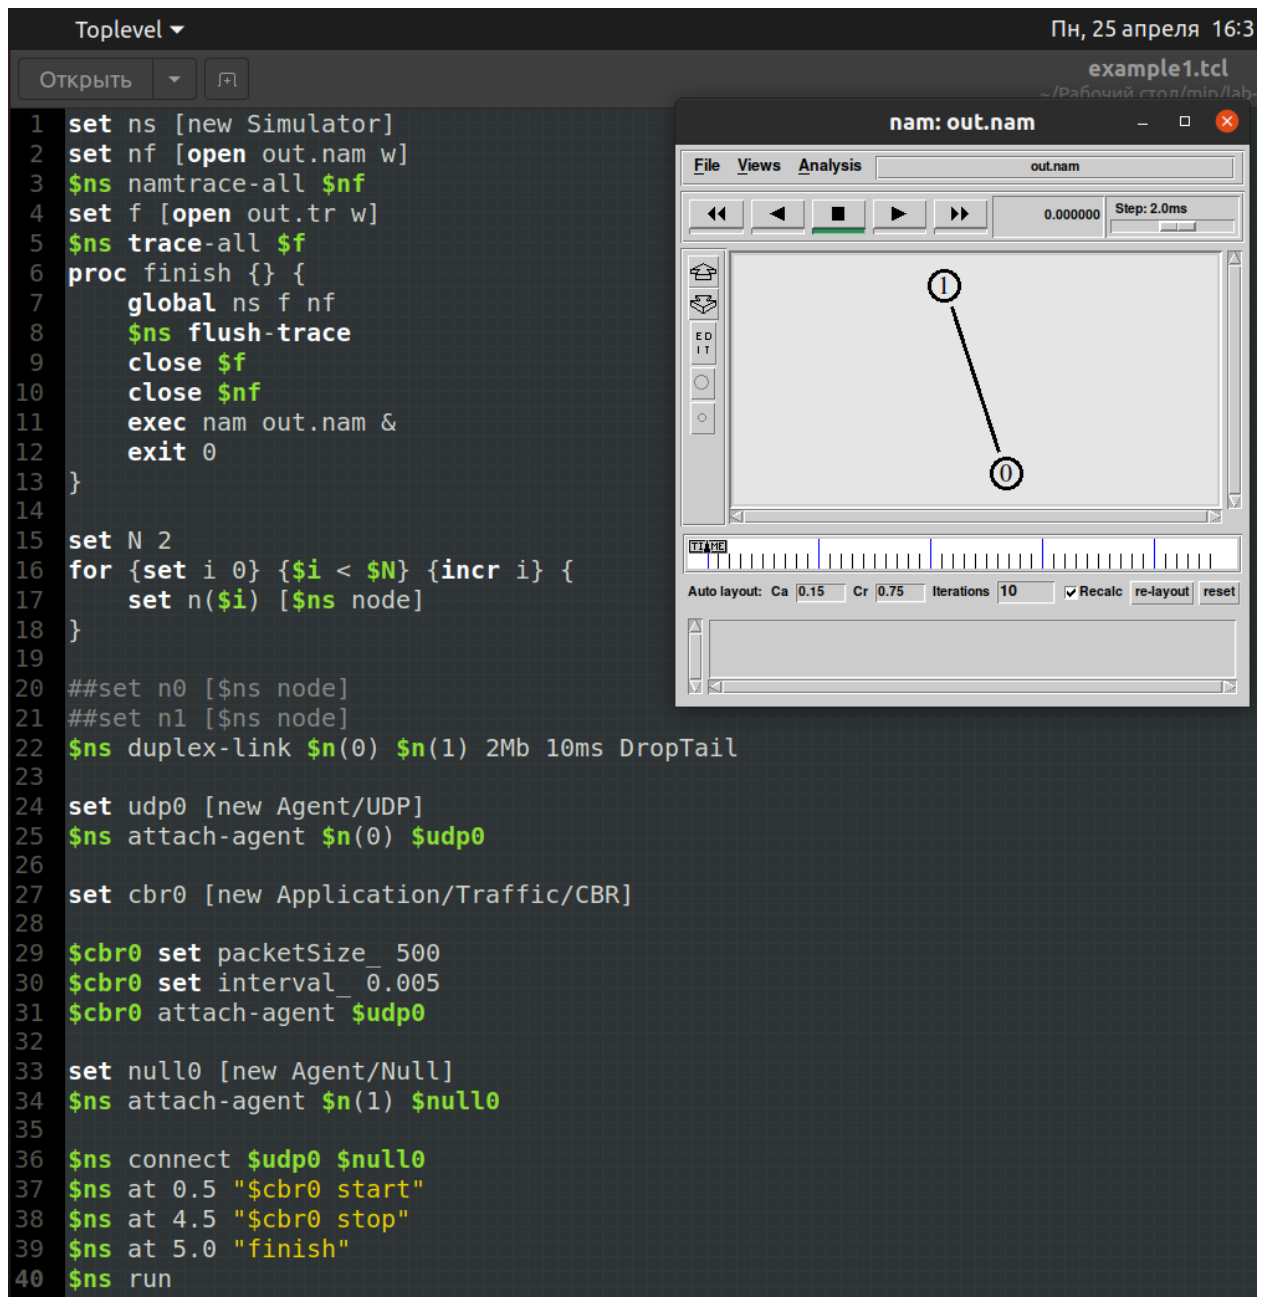 Toplevel
Пн, 25 апреля 16:3
Открыть
example1.tcl
~/Рабочий стол/mip/lab-
1 set ns [new Simulator]
2 set nf [open out.nam w]
3 $ns namtrace-all $nf
4 set f [open out.tr w]
5 $ns trace-all $f
6 proc finish {} {
7 global ns f nf
8 $ns flush-trace
9 close $f
10 close $nf
11 exec nam out.nam &
12 exit 0
13 }
14
15 set N 2
16 for {set i 0} {$i < $N} {incr i} {
17 set n($i) [$ns node]
18 }
19
20 ##set n0 [$ns node]
21 ##set n1 [$ns node]
22 $ns duplex-link $n(0) $n(1) 2Mb 10ms DropTail
23
24 set udp0 [new Agent/UDP]
25 $ns attach-agent $n(0) $udp0
26
27 set cbr0 [new Application/Traffic/CBR]
28
29 $cbr0 set packetSize_ 500
30 $cbr0 set interval_ 0.005
31 $cbr0 attach-agent $udp0
32
33 set null0 [new Agent/Null]
34 $ns attach-agent $n(1) $null0
35
36 $ns connect $udp0 $null0
37 $ns at 0.5 "$cbr0 start"
38 $ns at 4.5 "$cbr0 stop"
39 $ns at 5.0 "finish"
40 $ns run
nam: out.nam
File Views Analysis out.nam
0.000000 Step: 2.0ms
ED
IT
1
0
TIME
Auto layout: Ca 0.15 Cr 0.75 Iterations 10 Recalc re-layout reset